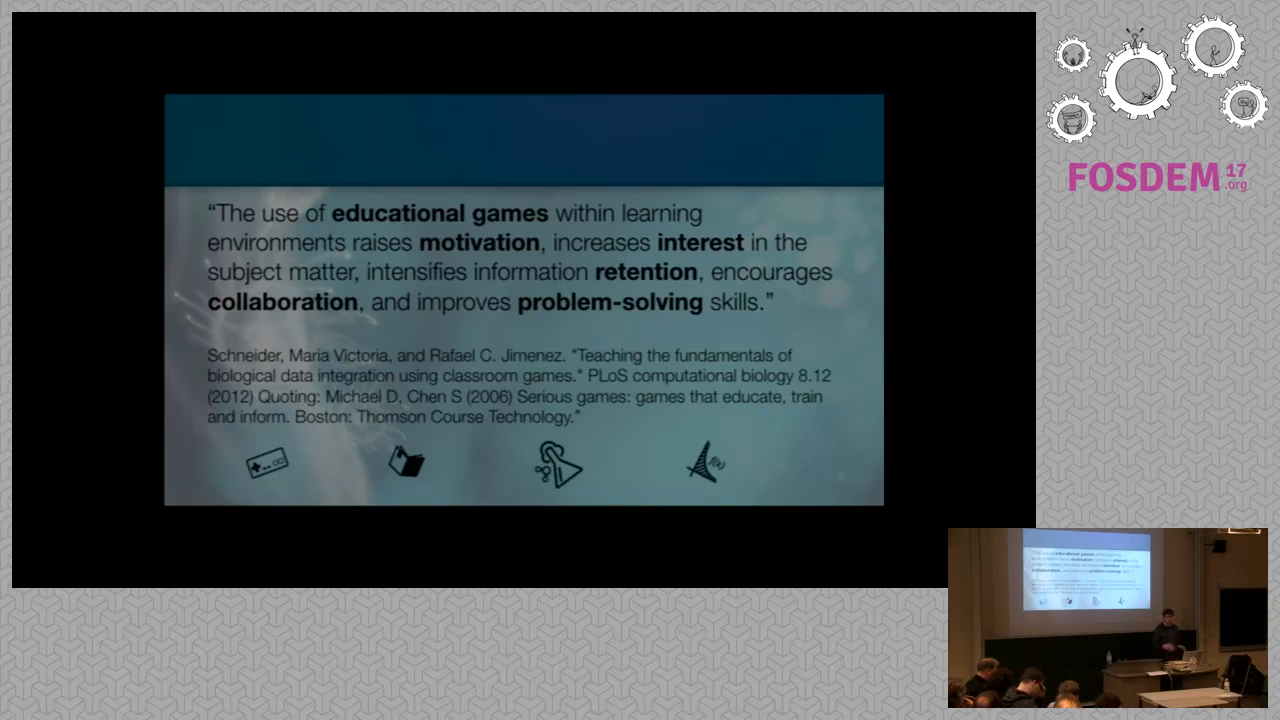 “The use of educational games within learning
environments raises motivation, increases interest in the
subject matter, intensifies information retention, encourages
collaboration, and improves problem-solving skills.”
Schneider, Maria Victoria, and Rafael C. Jimenez. "Teaching the fundamentals of
biological data integration using classroom games." PLoS computational biology 8.12
(2012) Quoting: Michael D, Chen S (2006) Serious games: games that educate, train
and inform. Boston: Thomson Course Technology.”
f(x)
5
FOSDEM 17
.org